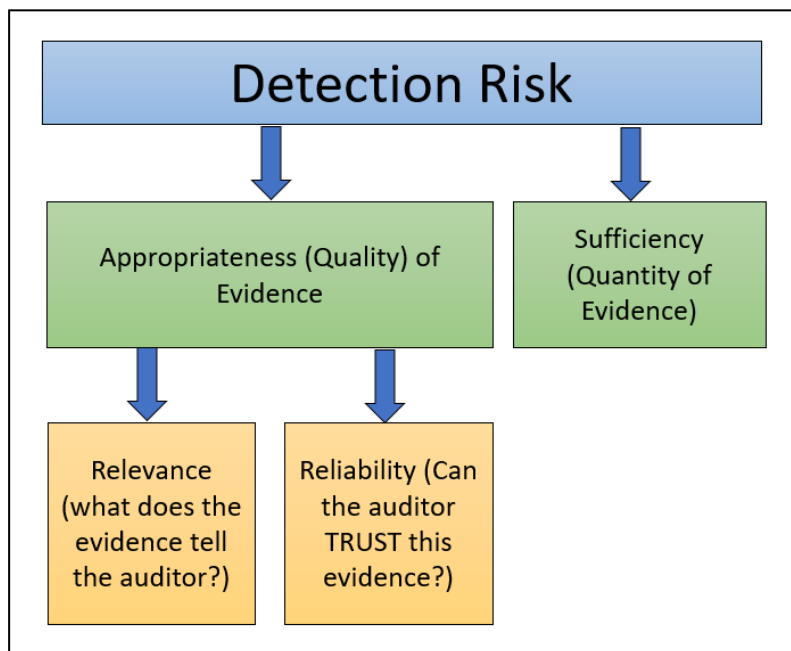 Detection Risk
Appropriateness (Quality) of
Evidence
Sufficiency
(Quantity of
Evidence)
Relevance
(what does the
evidence tell
the auditor?)
Reliability (Can
the auditor
TRUST this
evidence?)